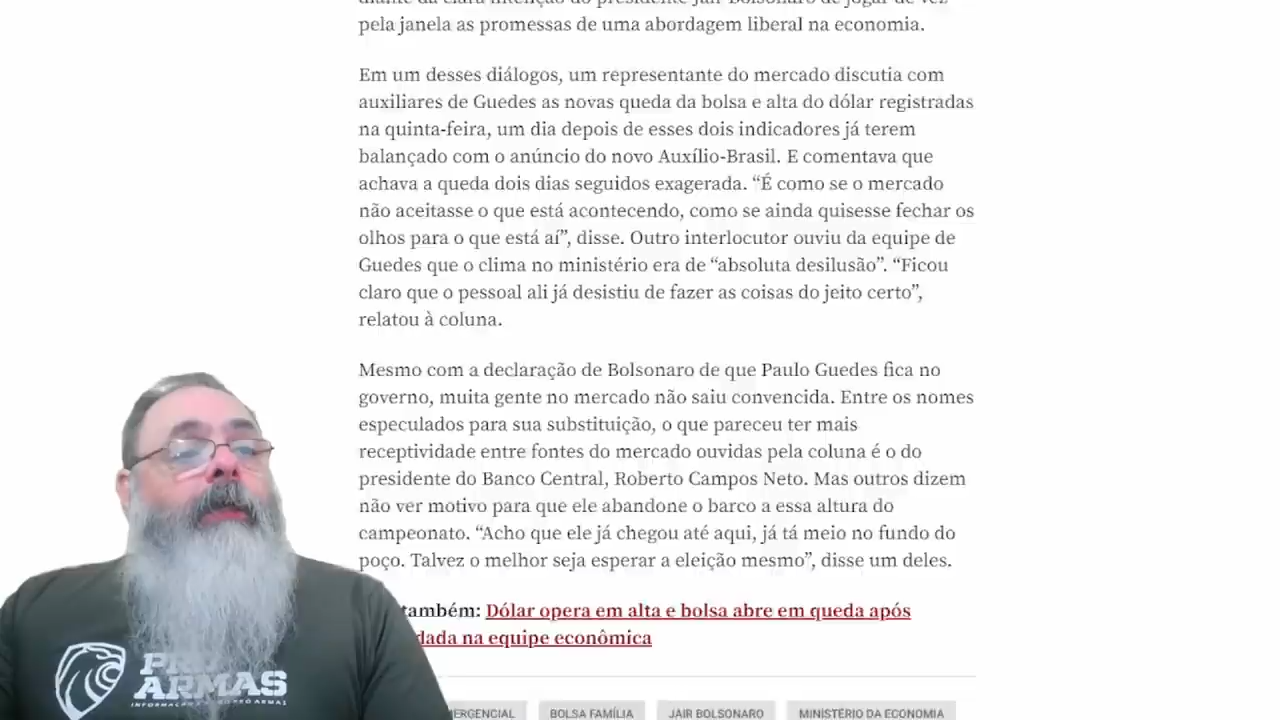 diante da clara intenção do presidente Jair Bolsonaro de jogar de vez
pela janela as promessas de uma abordagem liberal na economia.
Em um desses diálogos, um representante do mercado discutia com
auxiliares de Guedes as novas queda da bolsa e alta do dólar registradas
na quinta-feira, um dia depois de esses dois indicadores já terem
balançado com o anúncio do novo Auxílio-Brasil. E comentava que
achava a queda dois dias seguidos exagerada. “É como se o mercado
não aceitasse o que está acontecendo, como se ainda quisesse fechar os
olhos para o que está aí”, disse. Outro interlocutor ouviu da equipe de
Guedes que o clima no ministério era de “absoluta desilusão”. “Ficou
claro que o pessoal ali já desistiu de fazer as coisas do jeito certo”,
relatou à coluna.
Mesmo com a declaração de Bolsonaro de que Paulo Guedes fica no
governo, muita gente no mercado não saiu convencida. Entre os nomes
especulados para sua substituição, o que pareceu ter mais
receptividade entre fontes do mercado ouvidas pela coluna é o do
presidente do Banco Central, Roberto Campos Neto. Mas outros dizem
não ver motivo para que ele abandone o barco a essa altura do
campeonato. “Acho que ele já chegou até aqui, já tá meio no fundo do
poço. Talvez o melhor seja esperar a eleição mesmo”, disse um deles.
também: Dólar opera em alta e bolsa abre em queda após
dada na equipe econômica
MERGENCIAL
BOLSA FAMÍLIA
JAIR BOLSONARO
MINISTÉRIO DA ECONOMIA
PRO
ARMAS